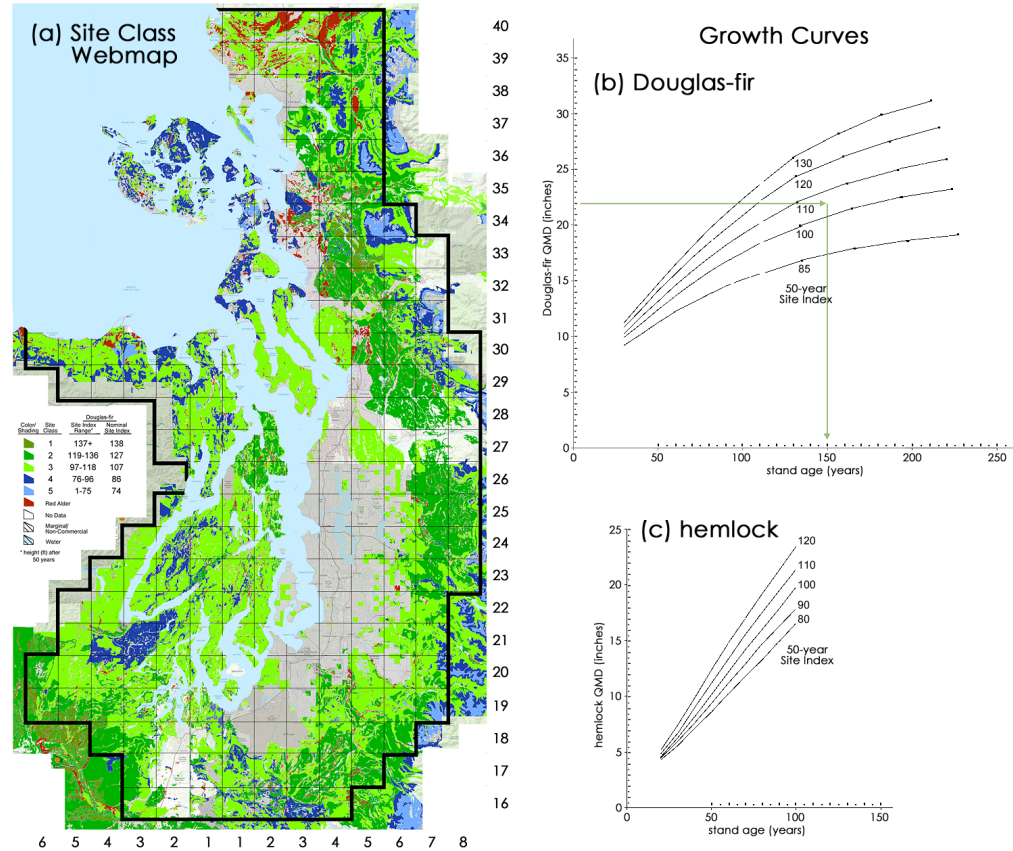 (a) Site Class
Webmap
40
39
38
37
36
35
34
33
32
31
30
29
28
27
26
25
24
23
22
21
20
19
18
17
16
6 5 4 3 2 1 1 2 3 4 5 6 7 8
Douglas-fir
Color/ Site Site Index Nominal
Shading Class Range* Site Index
1 137+ 138
2 119-136 127
3 97-118 107
4 76-96 86
5 1-75 74
Red Alder
No Data
Marginal/
Non-Commercial
Water
* height (ft) after
50 years
Growth Curves
(b) Douglas-fir
Douglas-fir QMD (inches)
35
30
25
20
15
10
5
0
130
120
110
100
85
50-year
Site Index
0 50 100 150 200 250
stand age (years)
(c) hemlock
hemlock QMD (inches)
25
20
15
10
5
0
120
110
100
90
80
50-year
Site Index
0 50 100 150
stand age (years)